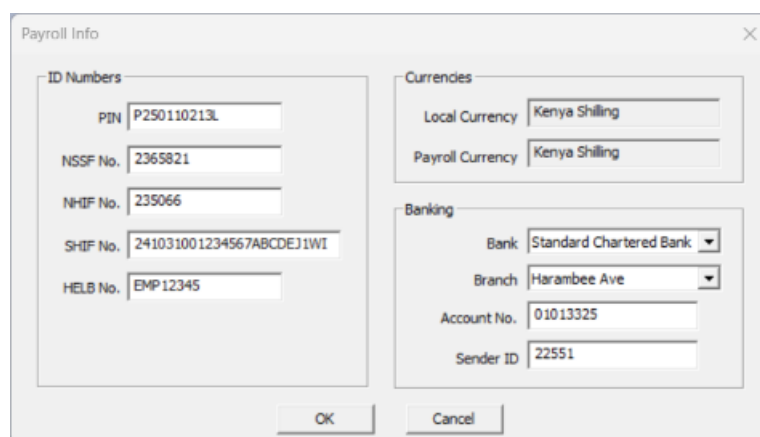 Payroll Info
ID Numbers
PIN P250110213L
NSSF No. 2365821
NHIF No. 235066
SHIF No. 241031001234567ABCDEJ1WI
HELB No. EMP12345
Currencies
Local Currency Kenya Shilling
Payroll Currency Kenya Shilling
Banking
Bank Standard Chartered Bank
Branch Harambee Ave
Account No. 01013325
Sender ID 22551
OK Cancel